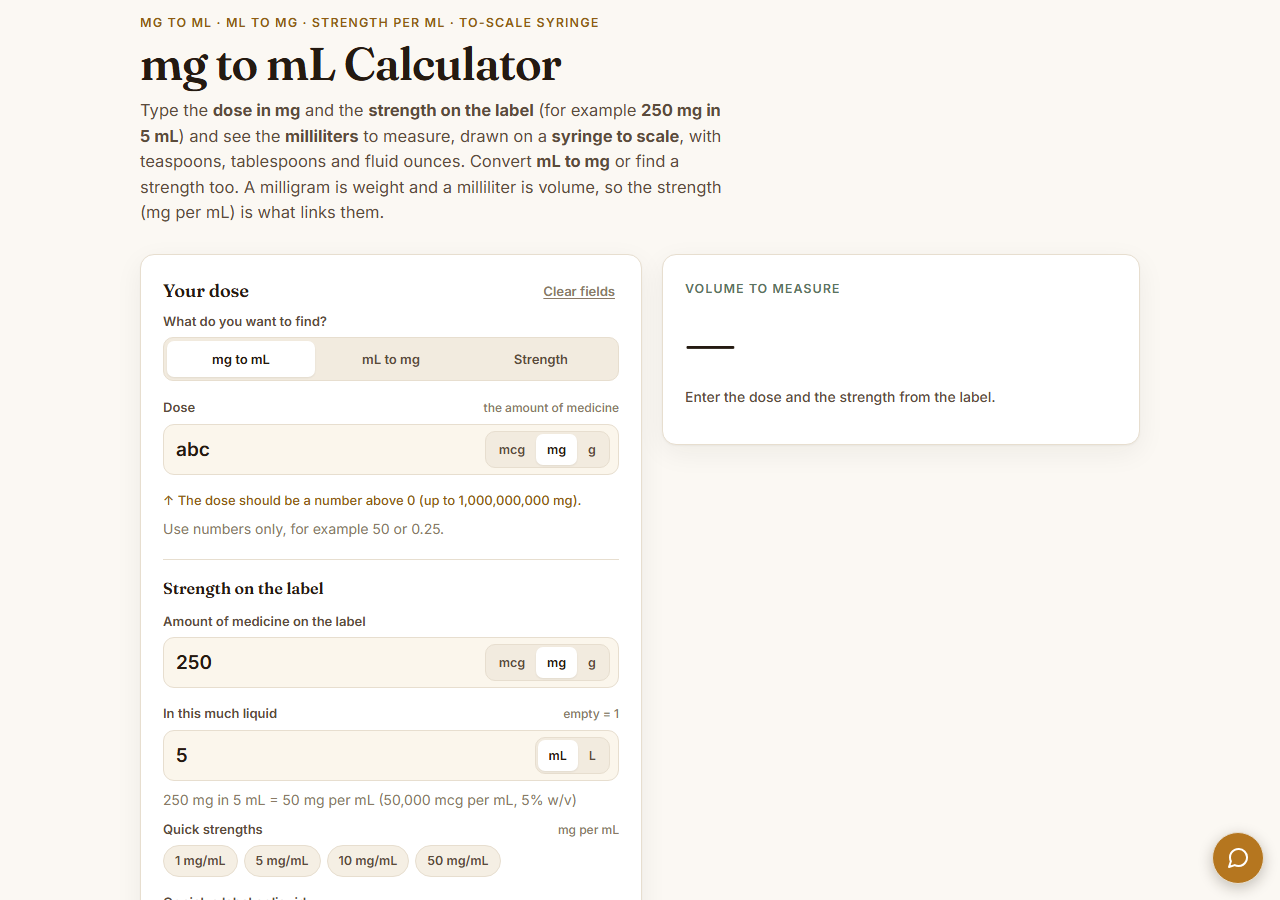 MG TO ML · ML TO MG · STRENGTH PER ML · TO-SCALE SYRINGE
mg to mL Calculator
Type the dose in mg and the strength on the label (for example 250 mg in
5 mL) and see the milliliters to measure, drawn on a syringe to scale, with
teaspoons, tablespoons and fluid ounces. Convert mL to mg or find a
strength too. A milligram is weight and a milliliter is volume, so the strength
(mg per mL) is what links them.
Your dose
Clear fields
What do you want to find?
mg to mL
mL to mg
Strength
Dose
the amount of medicine
abc
mcg
mg
g
↑ The dose should be a number above 0 (up to 1,000,000,000 mg).
Use numbers only, for example 50 or 0.25.
Strength on the label
Amount of medicine on the label
250
mcg
mg
g
In this much liquid
empty = 1
5
mL
L
250 mg in 5 mL = 50 mg per mL (50,000 mcg per mL, 5% w/v)
Quick strengths
mg per mL
1 mg/mL
5 mg/mL
10 mg/mL
50 mg/mL
VOLUME TO MEASURE
—
Enter the dose and the strength from the label.